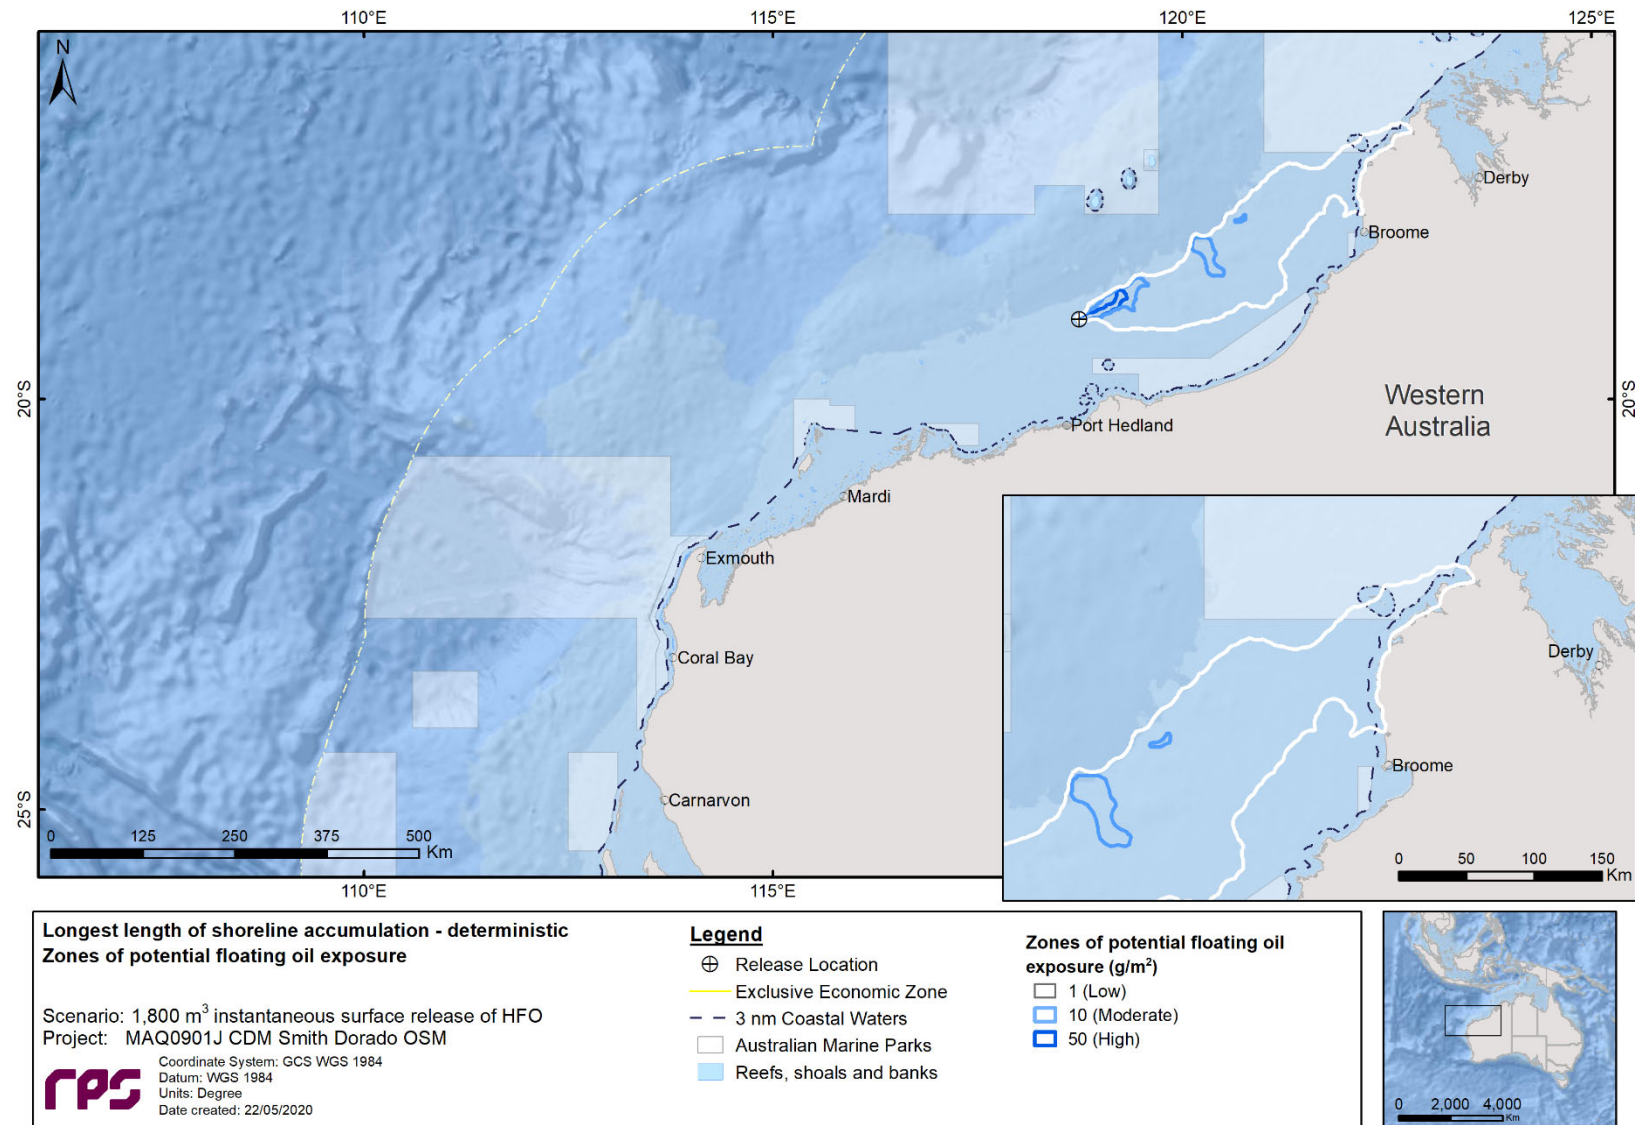 110°E
115°E
120°E
125°E
N
Derby
Broome
20°S
20°S
Western
Australia
Port Hedland
Mardi
Exmouth
Coral Bay
Carnarvon
25°S
0 125 250 375 500
Km
Derby
Broome
0 50 100 150
Km
110°E
115°E
Longest length of shoreline accumulation - deterministic
Zones of potential floating oil exposure
Scenario: 1,800 m³ instantaneous surface release of HFO
Project: MAQ0901J CDM Smith Dorado OSM
rps
Coordinate System: GCS WGS 1984
Datum: WGS 1984
Units: Degree
Date created: 22/05/2020
Legend
Release Location
Exclusive Economic Zone
3 nm Coastal Waters
Australian Marine Parks
Reefs, shoals and banks
Zones of potential floating oil
exposure (g/m²)
1 (Low)
10 (Moderate)
50 (High)
0 2,000 4,000
Km